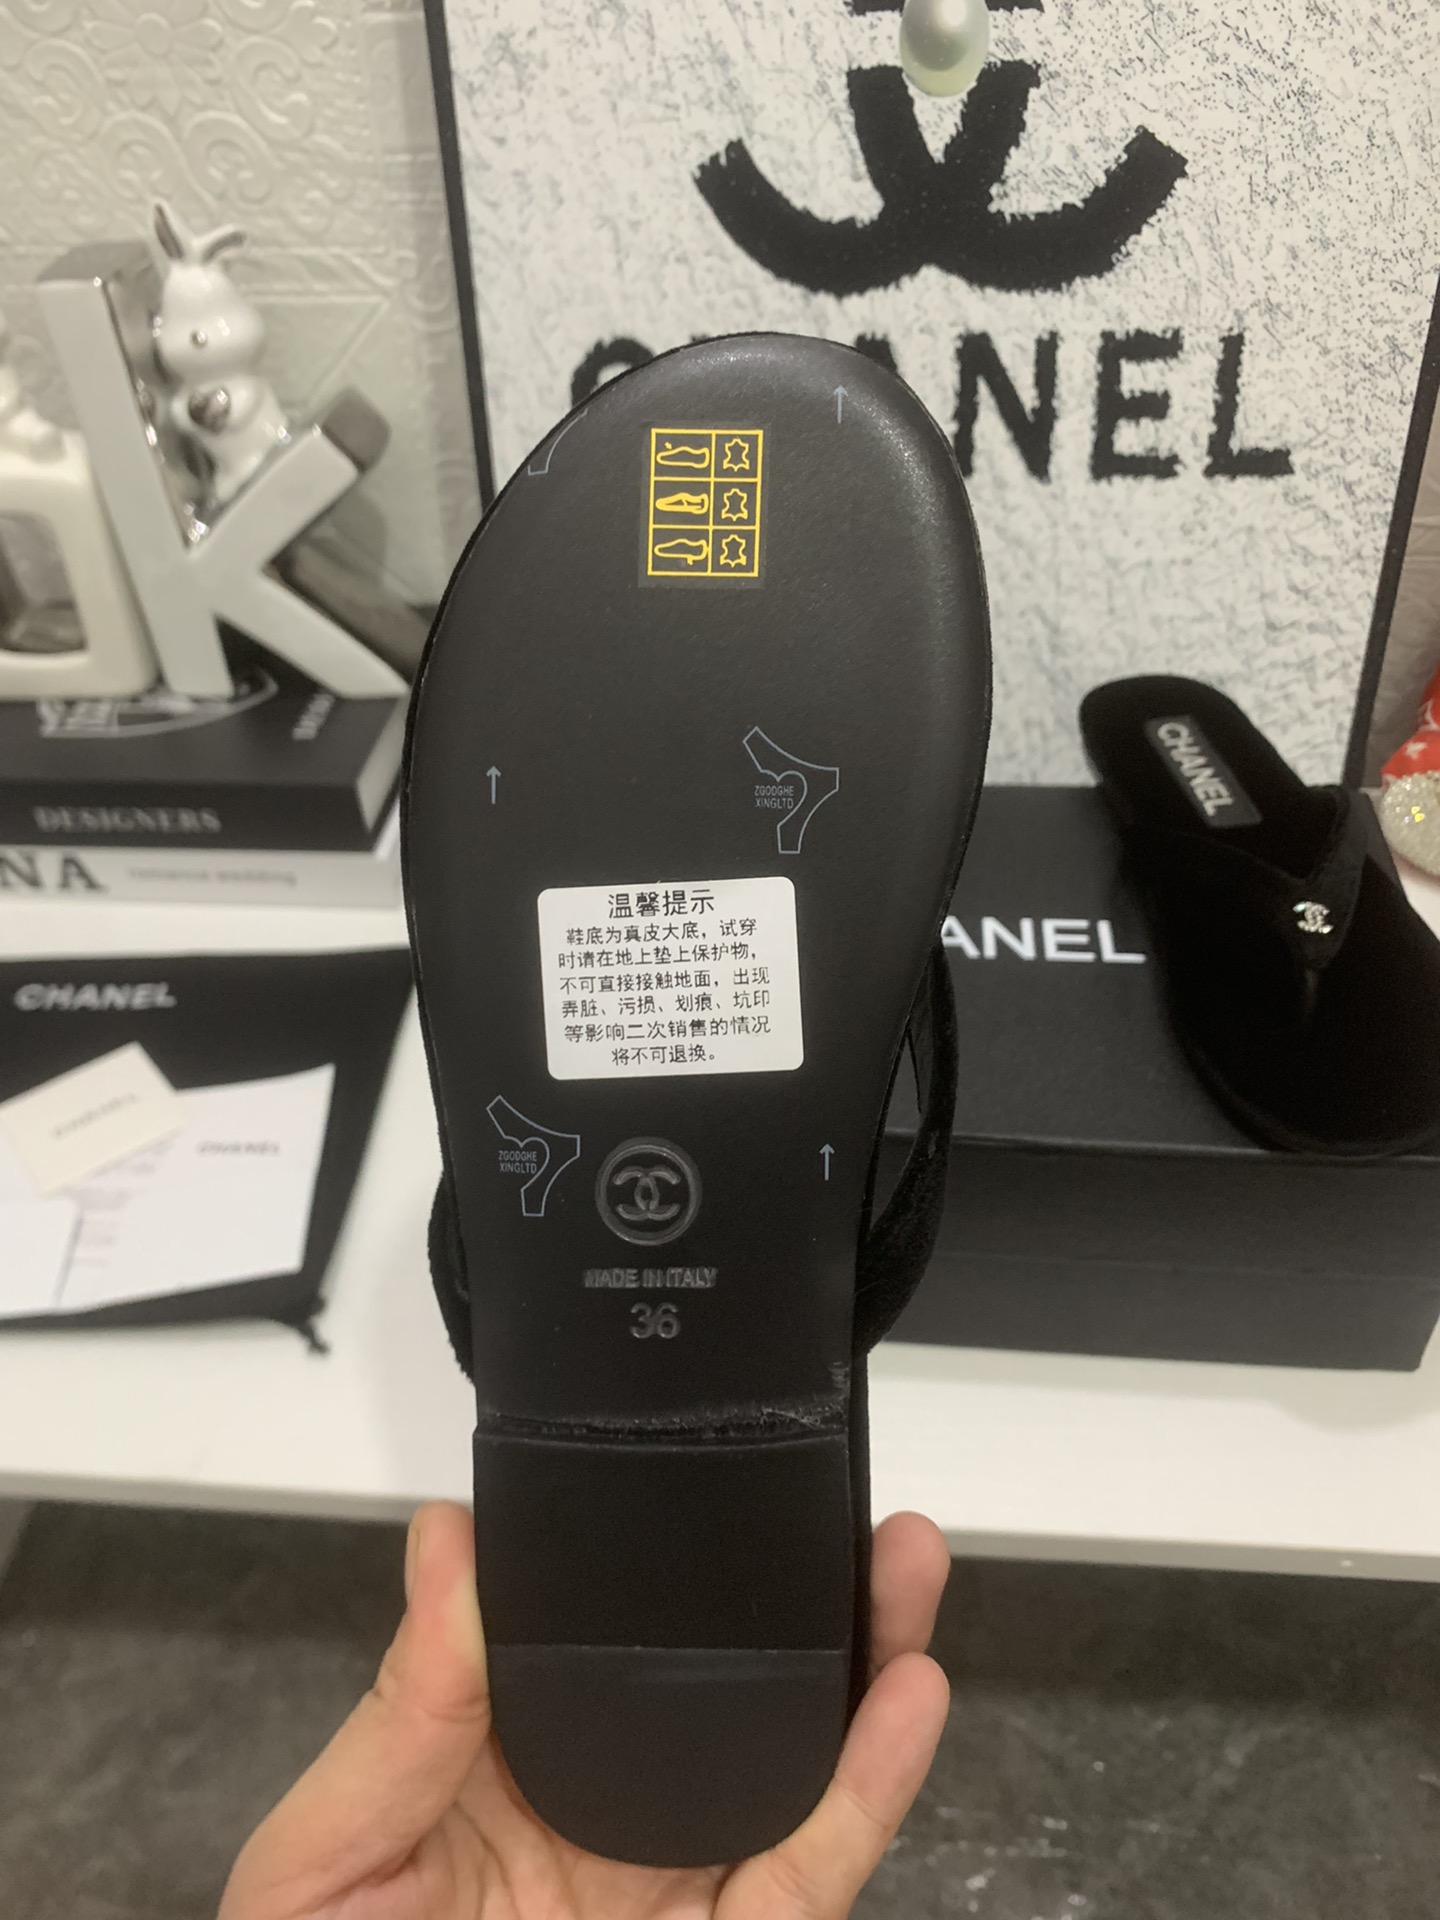 CHANEL
CHANEL
DESIGNERS
NA
romance wedding
ZGODGHE
XINGLTD
温馨提示
鞋底为真皮大底，试穿
时请在地上垫上保护物，
不可直接接触地面，出现
弄脏、污损、划痕、坑印
等影响二次销售的情况
将不可退换。
ANEL
CHANEL
CHANEL
ZGODGHE
XINGLTD
MADE IN ITALY
36